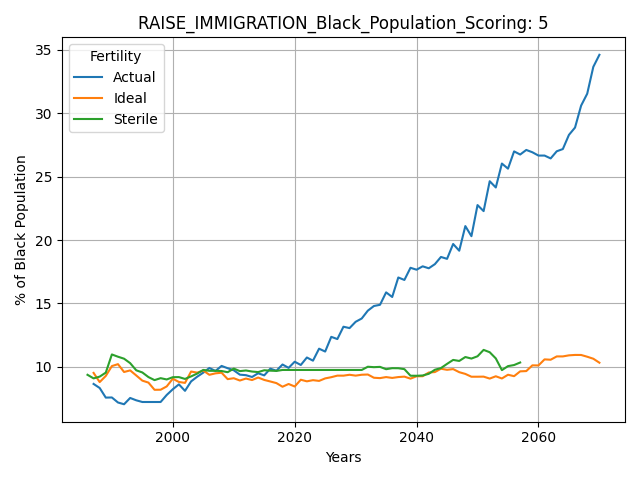 RAISE_IMMIGRATION_Black_Population_Scoring: 5
Fertility
Actual
Ideal
Sterile
% of Black Population
35
30
25
20
15
10
2000 2020 2040 2060
Years